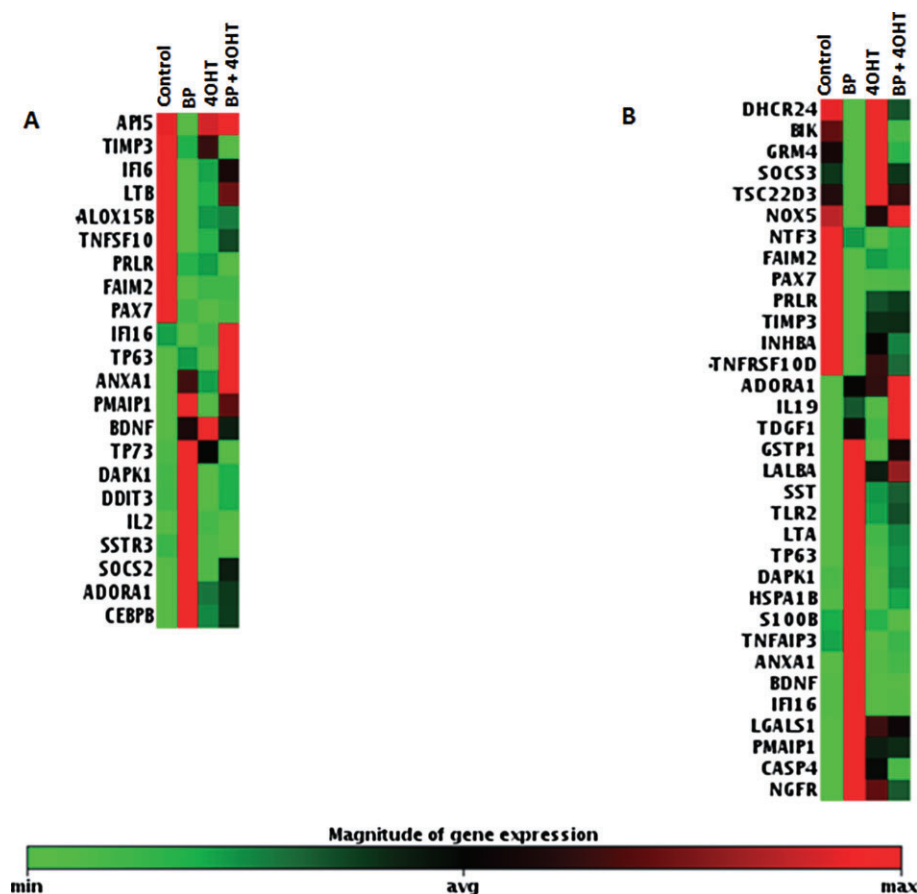 A
Control
BP
4OHT
BP + 4OHT
API5
TIMP3
IFI6
LTB
ALOX15B
TNFSF10
PRLR
FAIM2
PAX7
IFI16
TP63
ANXA1
PMAIP1
BDNF
TP73
DAPK1
DDIT3
IL2
SSTR3
SOCS2
ADORA1
CEBPB
B
Control
BP
4OHT
BP + 4OHT
DHCR24
BIK
GRM4
SOCS3
TSC22D3
NOX5
NTF3
FAIM2
PAX7
PRLR
TIMP3
INHBA
TNFRSF10D
ADORA1
IL19
TDGF1
GSTP1
LALBA
SST
TLR2
LTA
TP63
DAPK1
HSPA1B
S100B
TNFAIP3
ANXA1
BDNF
IFI16
LGALS1
PMAIP1
CASP4
NGFR
Magnitude of gene expression
min avg max